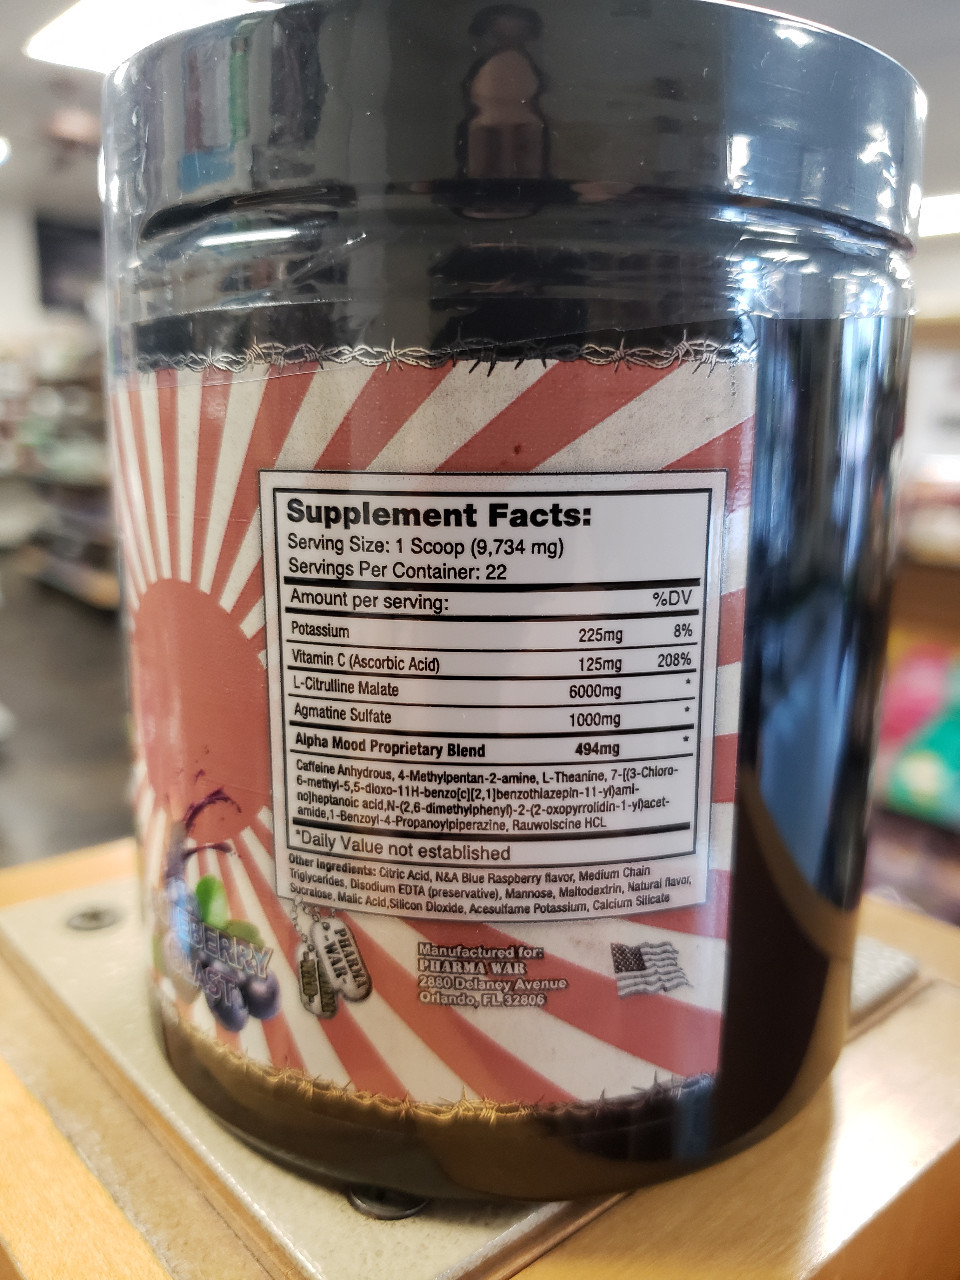 Supplement Facts:
Serving Size: 1 Scoop (9,734 mg)
Servings Per Container: 22
Amount per serving: %DV
Potassium 225mg 8%
Vitamin C (Ascorbic Acid) 125mg 208%
L-Citrulline Malate 6000mg *
Agmatine Sulfate 1000mg *
Alpha Mood Proprietary Blend 494mg *
Caffeine Anhydrous, 4-Methylpentan-2-amine, L-Theanine, 7-[(3-Chloro-
6-methyl-5,5-dioxo-11H-benzo[c][2,1]benzothiazepin-11-yl)ami-
no]heptanoic acid,N-(2,6-dimethylphenyl)-2-(2-oxopyrrolidin-1-yl)acet-
amide,1-Benzoyl-4-Propanoylpiperazine, Rauwolscine HCL
*Daily Value not established
Other Ingredients: Citric Acid, N&A Blue Raspberry flavor, Medium Chain
Triglycerides, Disodium EDTA (preservative), Mannose, Maltodextrin, Natural flavor,
Sucralose, Malic Acid,Silicon Dioxide, Acesulfame Potassium, Calcium Silicate
BERRY
PHARMA
WAR
Manufactured for:
PHARMA WAR
2880 Delaney Avenue
Orlando, FL 32806